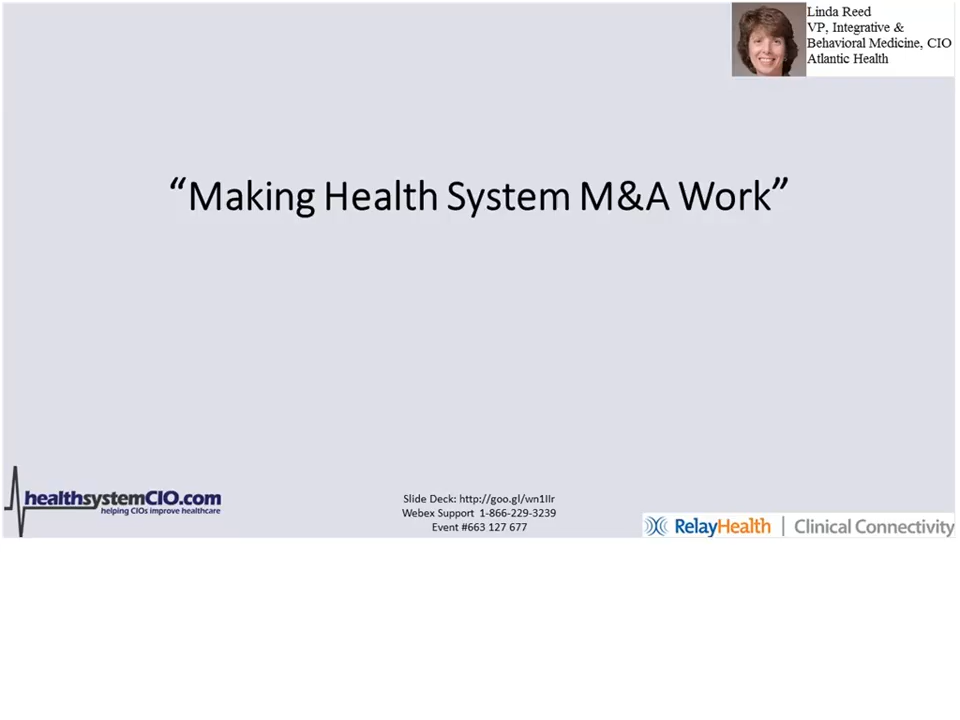 Linda Reed
VP, Integrative &
Behavioral Medicine, CIO
Atlantic Health
“Making Health System M&A Work”
healthsystemCIO.com
helping CIOs improve healthcare
Slide Deck: http://goo.gl/wn1IIr
Webex Support 1-866-229-3239
Event #663 127 677
RelayHealth | Clinical Connectivity